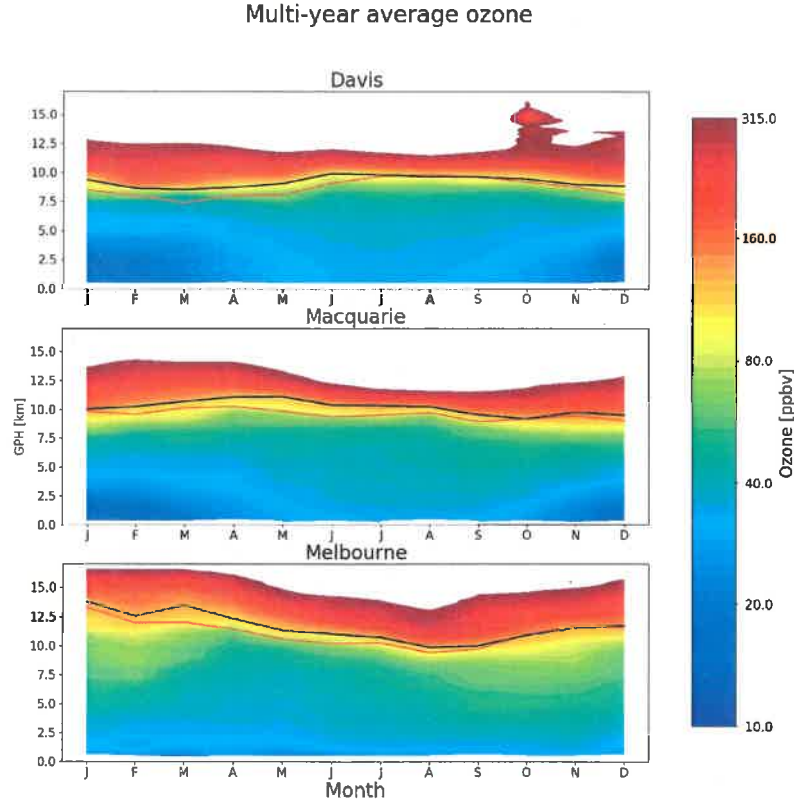 Multi-year average ozone
Davis
15.0
12.5
10.0
7.5
5.0
2.5
0.0
J F M A M J J A S O N D
Macquarie
15.0
12.5
10.0
7.5
5.0
2.5
0.0
GPH [km]
J F M A M J J A S O N D
Melbourne
15.0
12.5
10.0
7.5
5.0
2.5
0.0
J F M A M J J A S O N D
Month
315.0
160.0
80.0
40.0
20.0
10.0
Ozone [ppbv]